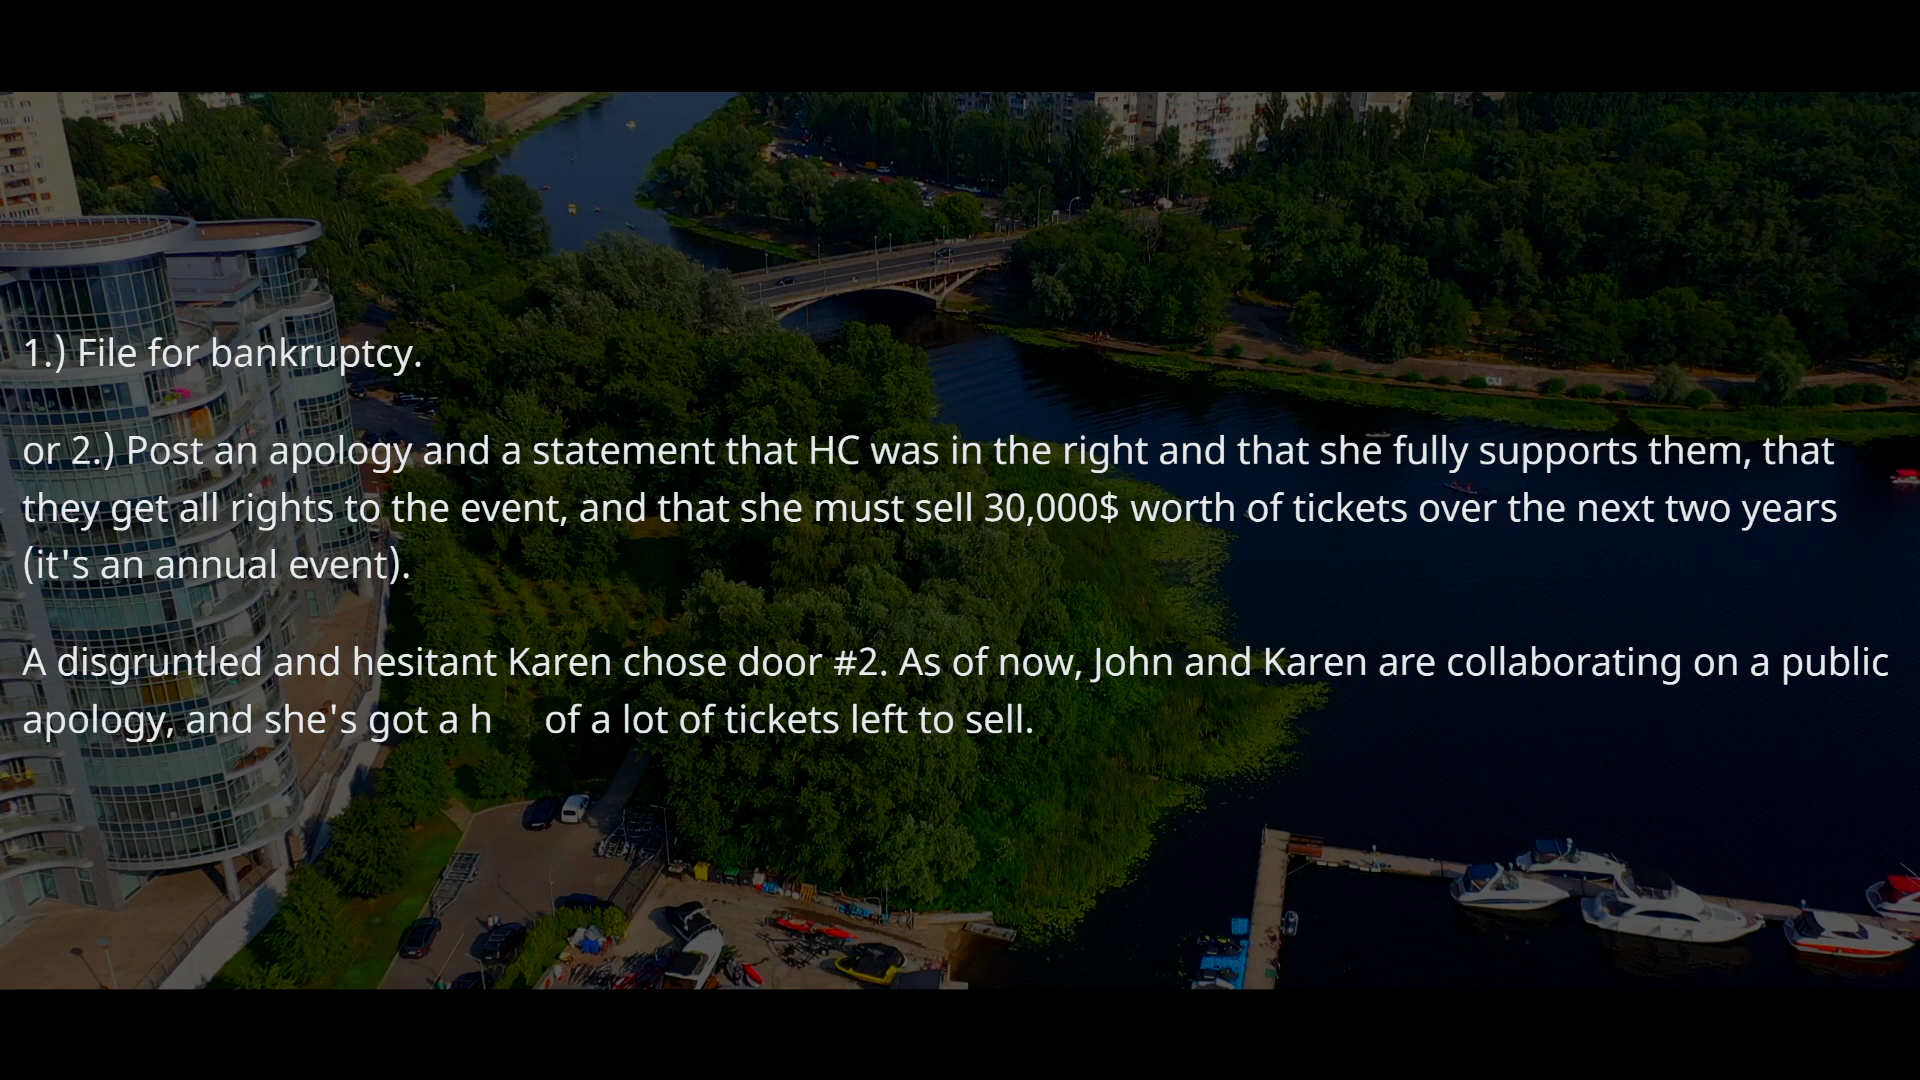 1.) File for bankruptcy.
or 2.) Post an apology and a statement that HC was in the right and that she fully supports them, that
they get all rights to the event, and that she must sell 30,000$ worth of tickets over the next two years
(it's an annual event).
A disgruntled and hesitant Karen chose door #2. As of now, John and Karen are collaborating on a public
apology, and she's got a h of a lot of tickets left to sell.